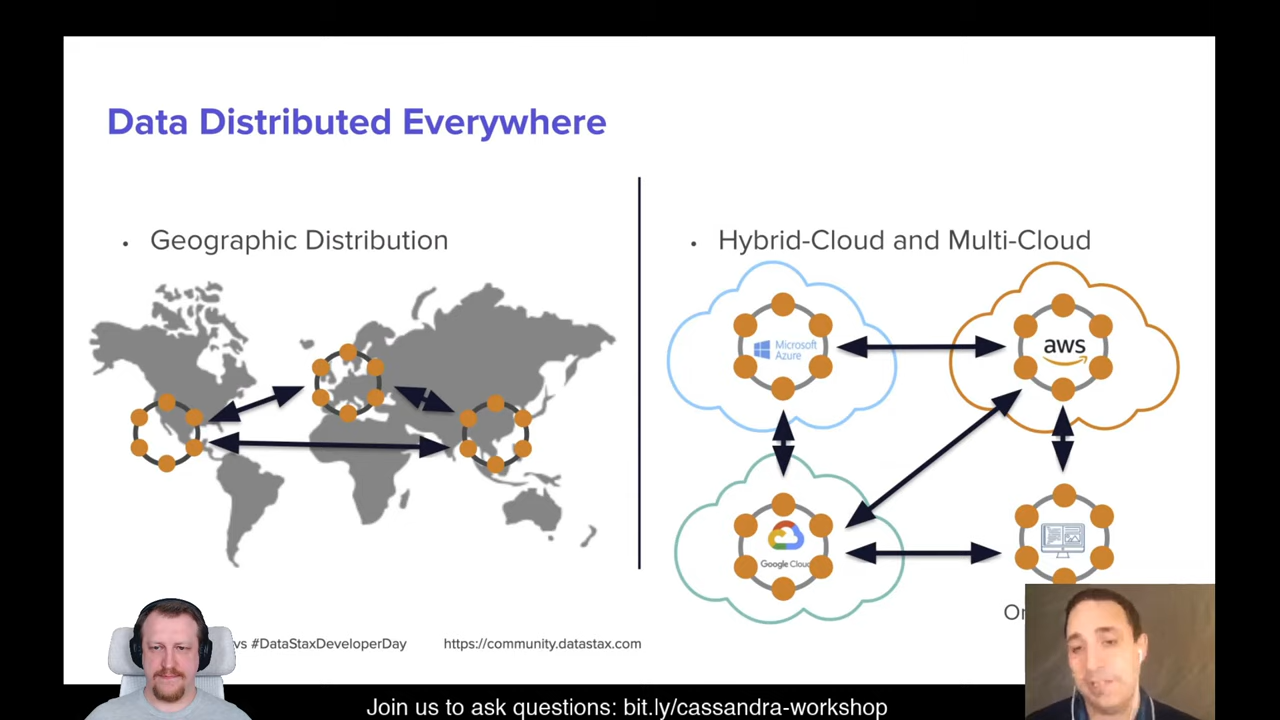 Data Distributed Everywhere
• Geographic Distribution
• Hybrid-Cloud and Multi-Cloud
Microsoft
Azure
aws
Google Cloud
#DataStaxDeveloperDay
https://community.datastax.com
Join us to ask questions: bit.ly/cassandra-workshop